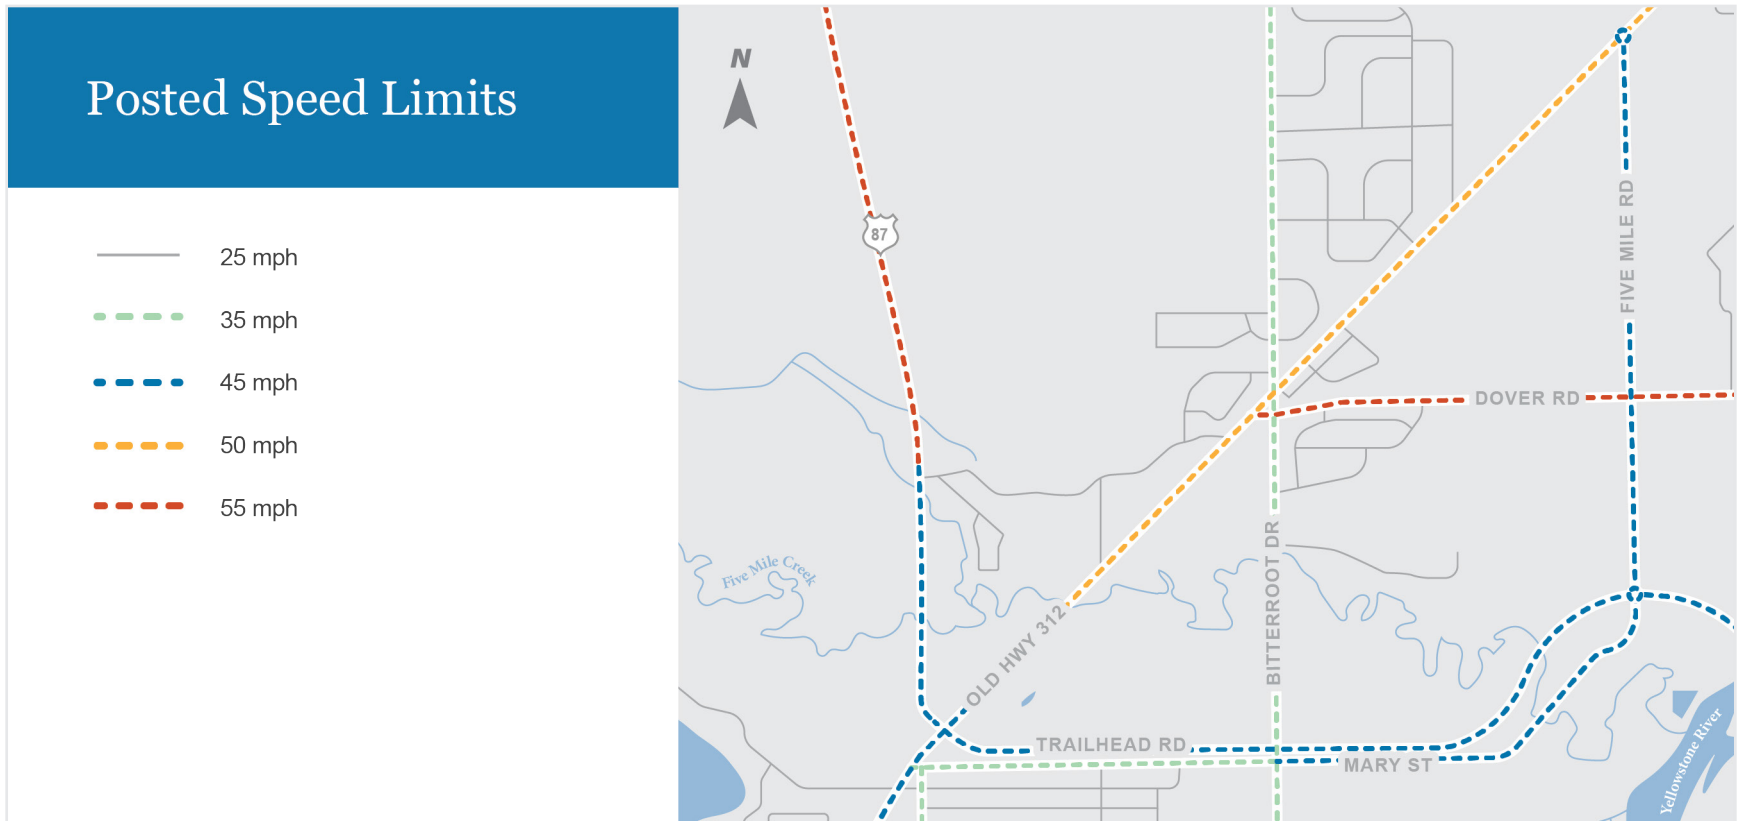 Posted Speed Limits
25 mph
35 mph
45 mph
50 mph
55 mph
N
87
FIVE MILE RD
DOVER RD
BITTERROOT DR
Five Mile Creek
OLD HWY 312
TRAILHEAD RD
MARY ST
Yellowstone River